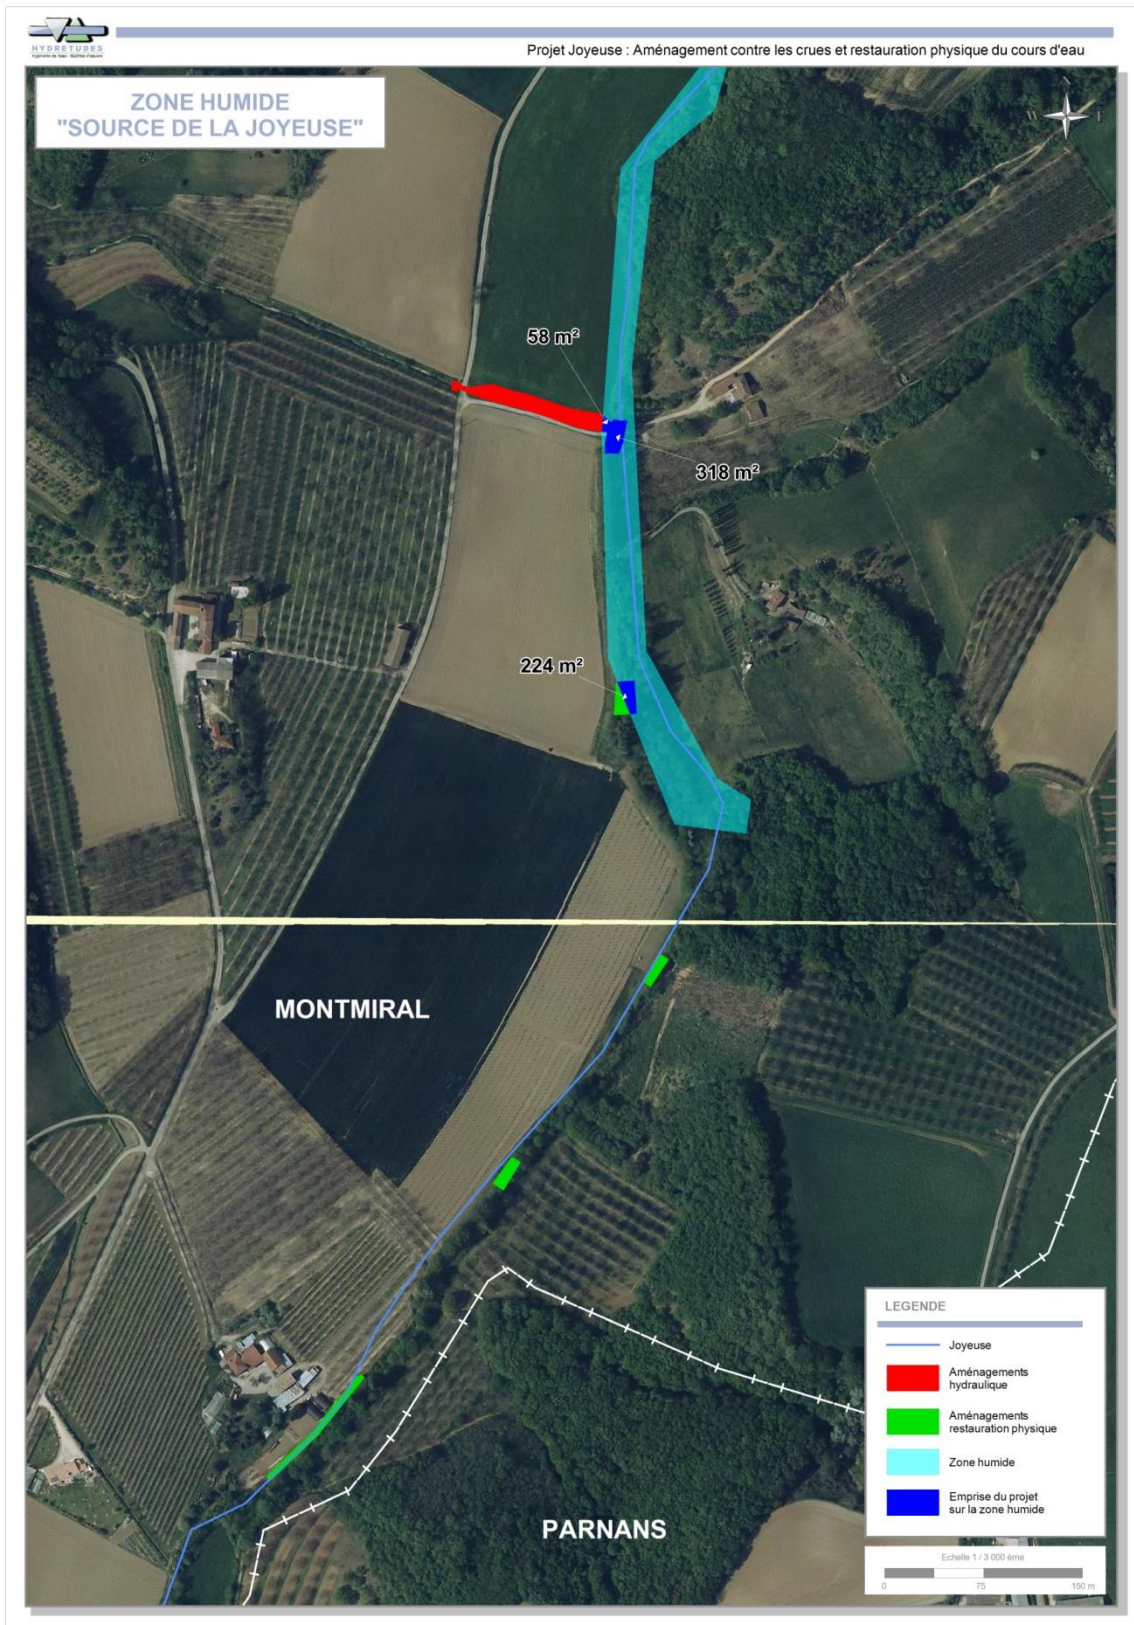 HYDRETUDES
Projet Joyeuse : Aménagement contre les crues et restauration physique du cours d'eau
ZONE HUMIDE
"SOURCE DE LA JOYEUSE"
58 m²
318 m²
224 m²
MONTMIRAL
PARNANS
LEGENDE
Joyeuse
Aménagements
hydraulique
Aménagements
restauration physique
Zone humide
Emprise du projet
sur la zone humide
Echelle 1 / 3 000 ème
0 75 150 m